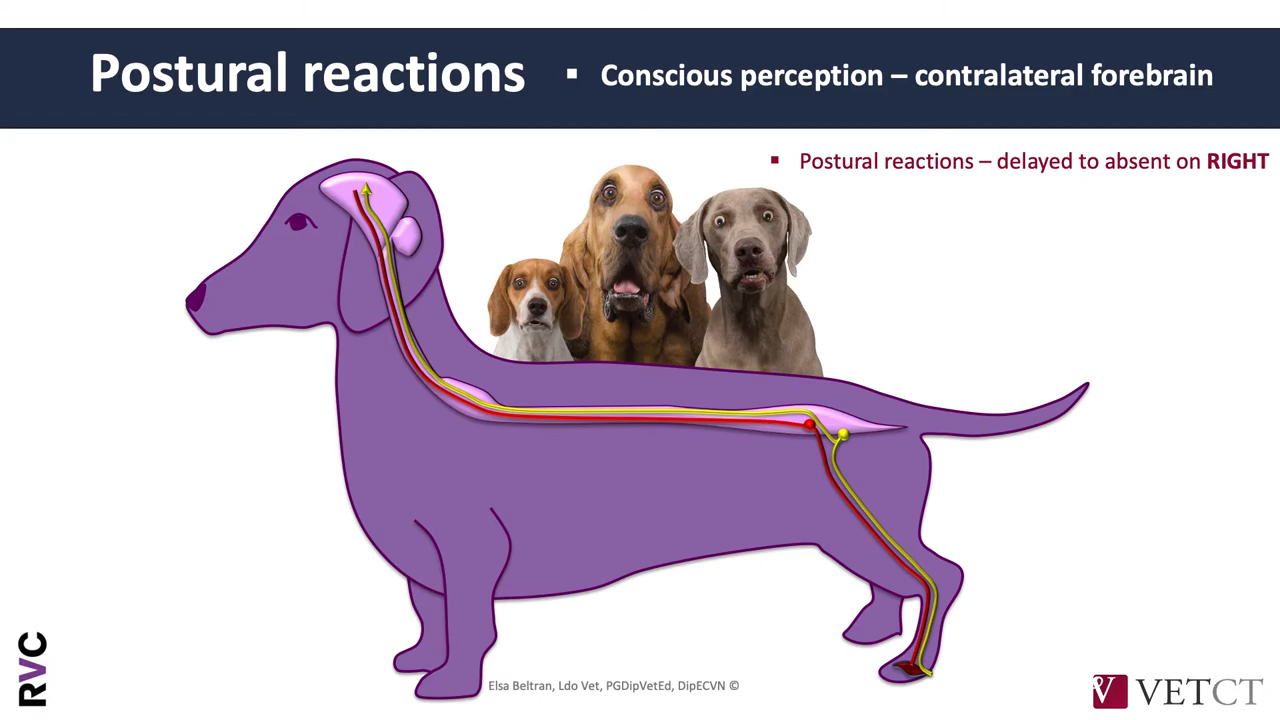 Postural reactions
▪ Conscious perception – contralateral forebrain
▪ Postural reactions – delayed to absent on RIGHT
RVC
Elsa Beltran, Ldo Vet, PGDipVetEd, DipECVN ©
V VETCT